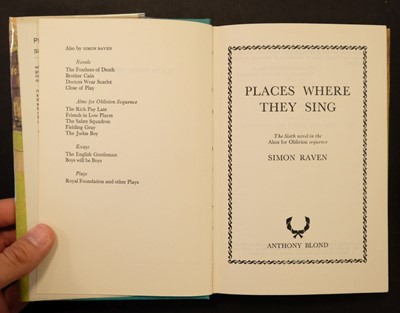 Also by SIMON RAVEN
Novels
The Feathers of Death
Brother Cain
Doctors Wear Scarlet
Close of Play
Alms for Oblivion Sequence
The Rich Pay Late
Friends in Low Places
The Sabre Squadron
Fielding Gray
The Judas Boy
Essays
The English Gentleman
Boys will be Boys
Plays
Royal Foundation and other Plays
PLACES WHERE
THEY SING
The Sixth novel in the
Alms for Oblivion sequence
SIMON RAVEN
ANTHONY BLOND